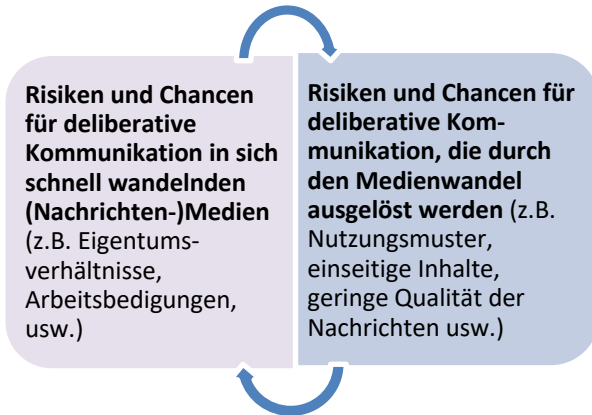 Risiken und Chancen
für deliberative
Kommunikation in sich
schnell wandelnden
(Nachrichten-)Medien
(z.B. Eigentums-
verhältnisse,
Arbeitsbedigungen,
usw.)
Risiken und Chancen für
deliberative Kom-
munikation, die durch
den Medienwandel
ausgelöst werden (z.B.
Nutzungsmuster,
einseitige Inhalte,
geringe Qualität der
Nachrichten usw.)